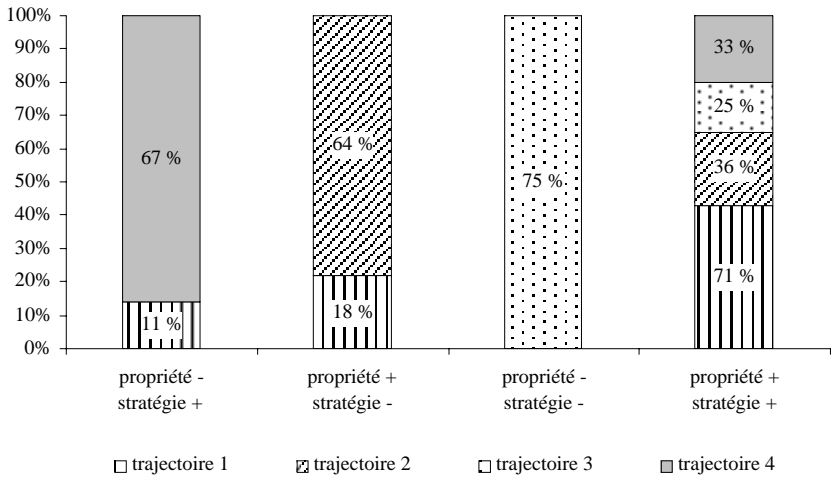 100%
90%
80%
70%
60%
50%
40%
30%
20%
10%
0%
67 %
11 %
64 %
18 %
75 %
33 %
25 %
36 %
71 %
propriété -
stratégie +
propriété +
stratégie -
propriété -
stratégie -
propriété +
stratégie +
trajectoire 1
trajectoire 2
trajectoire 3
trajectoire 4